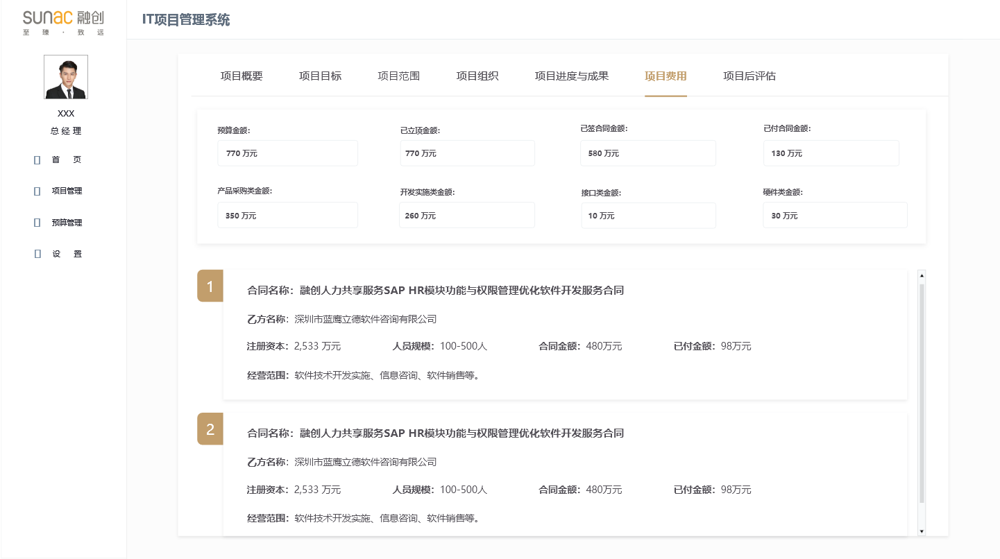 sunac 融创
至 臻 · 致 远
IT项目管理系统
XXX
总 经 理
首 页
项目管理
预算管理
设 置
项目概要 项目目标 项目范围 项目组织 项目进度与成果 项目费用 项目后评估
预算金额: 已立顶金额: 已签合同金额: 已付合同金额:
770 万元 770 万元 580 万元 130 万元
产品采购类金额: 开发实施类金额: 接口类金额: 硬件类金额:
350 万元 260 万元 10 万元 30 万元
1
合同名称：融创人力共享服务SAP HR模块功能与权限管理优化软件开发服务合同
乙方名称：深圳市蓝鹰立德软件咨询有限公司
注册资本：2,533 万元 人员规模：100-500人 合同金额：480万元 已付金额：98万元
经营范围：软件技术开发实施、信息咨询、软件销售等。
2
合同名称：融创人力共享服务SAP HR模块功能与权限管理优化软件开发服务合同
乙方名称：深圳市蓝鹰立德软件咨询有限公司
注册资本：2,533 万元 人员规模：100-500人 合同金额：480万元 已付金额：98万元
经营范围：软件技术开发实施、信息咨询、软件销售等。